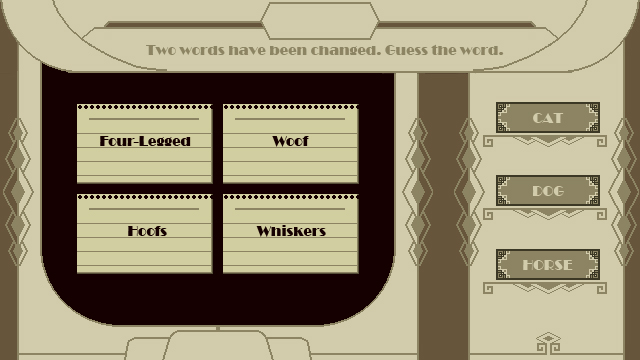 Two words have been changed. Guess the word.
Four-Legged
Woof
Hoofs
Whiskers
CAT
DOG
HORSE